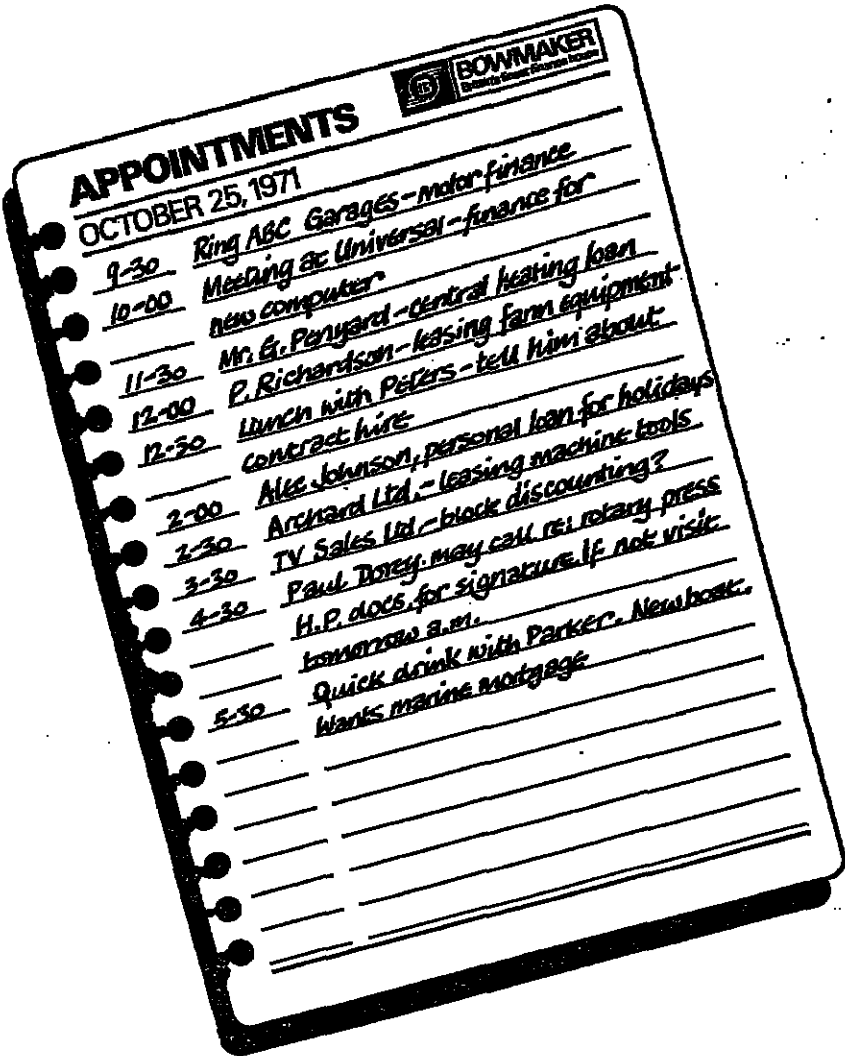 BOWMAKER
APPOINTMENTS
OCTOBER 25, 1971
9-30 Ring ABC Garages - motor finance
10-00 Meeting at Universal - finance for
new computer
11-30 Mr. G. Penyard - central heating loan
12-00 P. Richardson - leasing farm equipment
12-30 Lunch with Peters - tell him about
contract hire
2-00 Alec Johnson, personal loan for holidays
2-30 Archard Ltd. - leasing machine tools
3-30 TV Sales Ltd - block discounting?
4-30 Paul Dorey. may call re: rotary press
H.P. docs. for signature. If not visit
tomorrow a.m.
5-30 Quick drink with Parker. New boat.
Wants marine mortgage